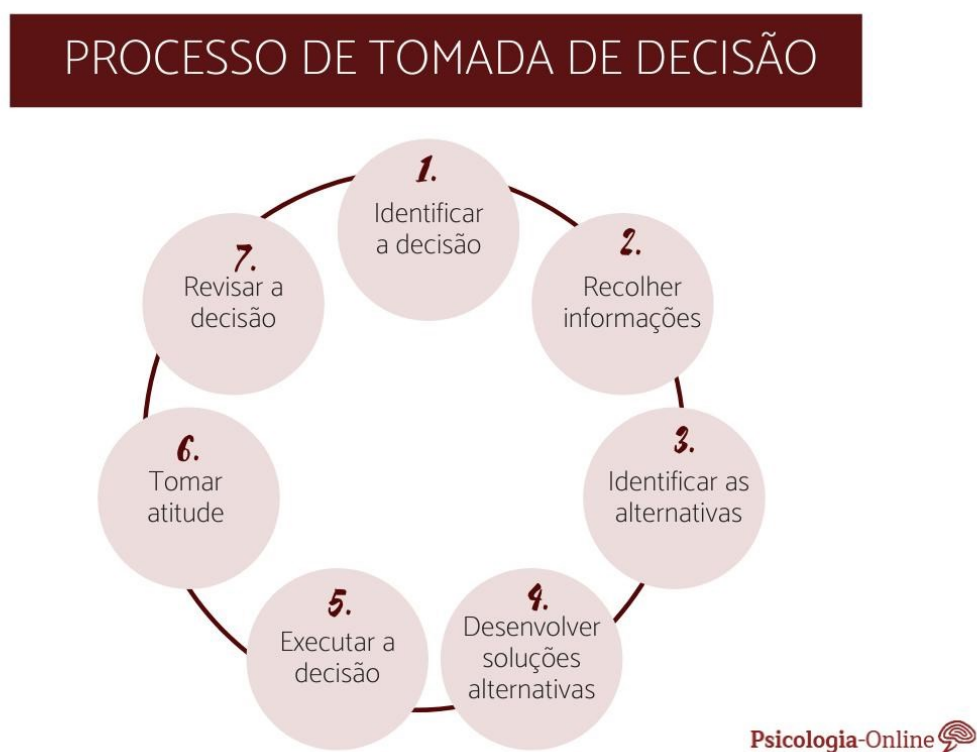 PROCESSO DE TOMADA DE DECISÃO
1.
Identificar
a decisão
2.
Recolher
informações
3.
Identificar as
alternativas
4.
Desenvolver
soluções
alternativas
5.
Executar a
decisão
6.
Tomar
atitude
7.
Revisar a
decisão
Psicologia-Online